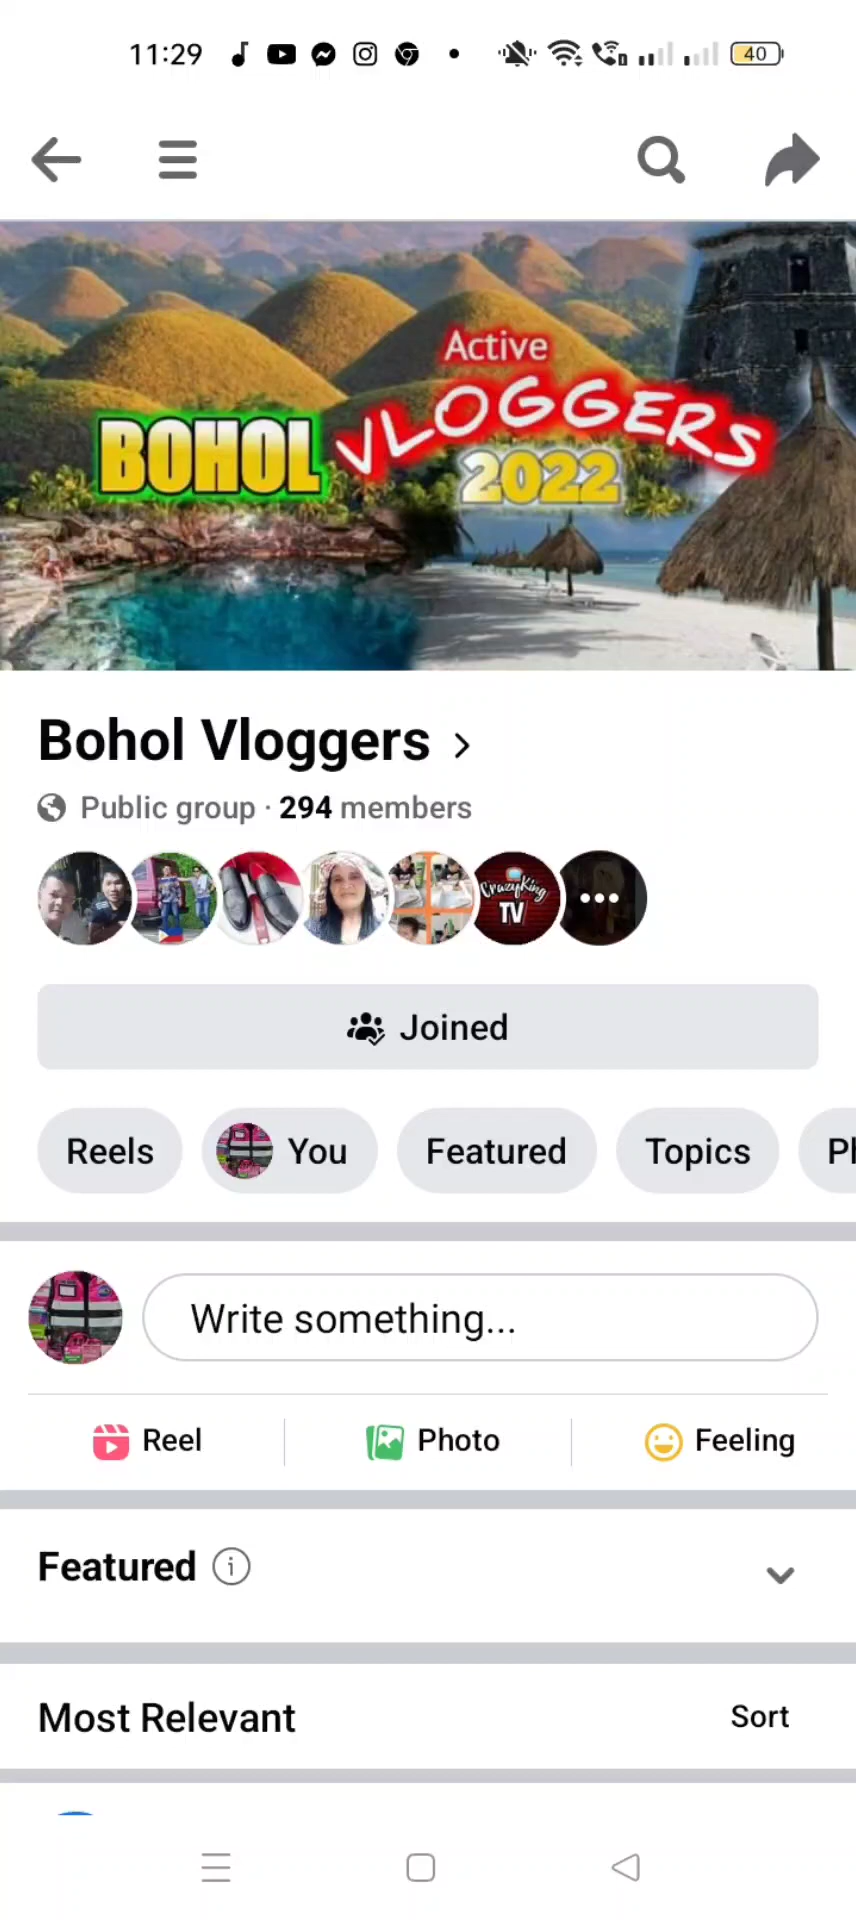 11:29
40
Active
BOHOL VLOGGERS
2022
Bohol Vloggers
Public group · 294 members
CrazyKing
TV
Joined
Reels You Featured Topics
Write something...
Reel Photo Feeling
Featured
Most Relevant Sort